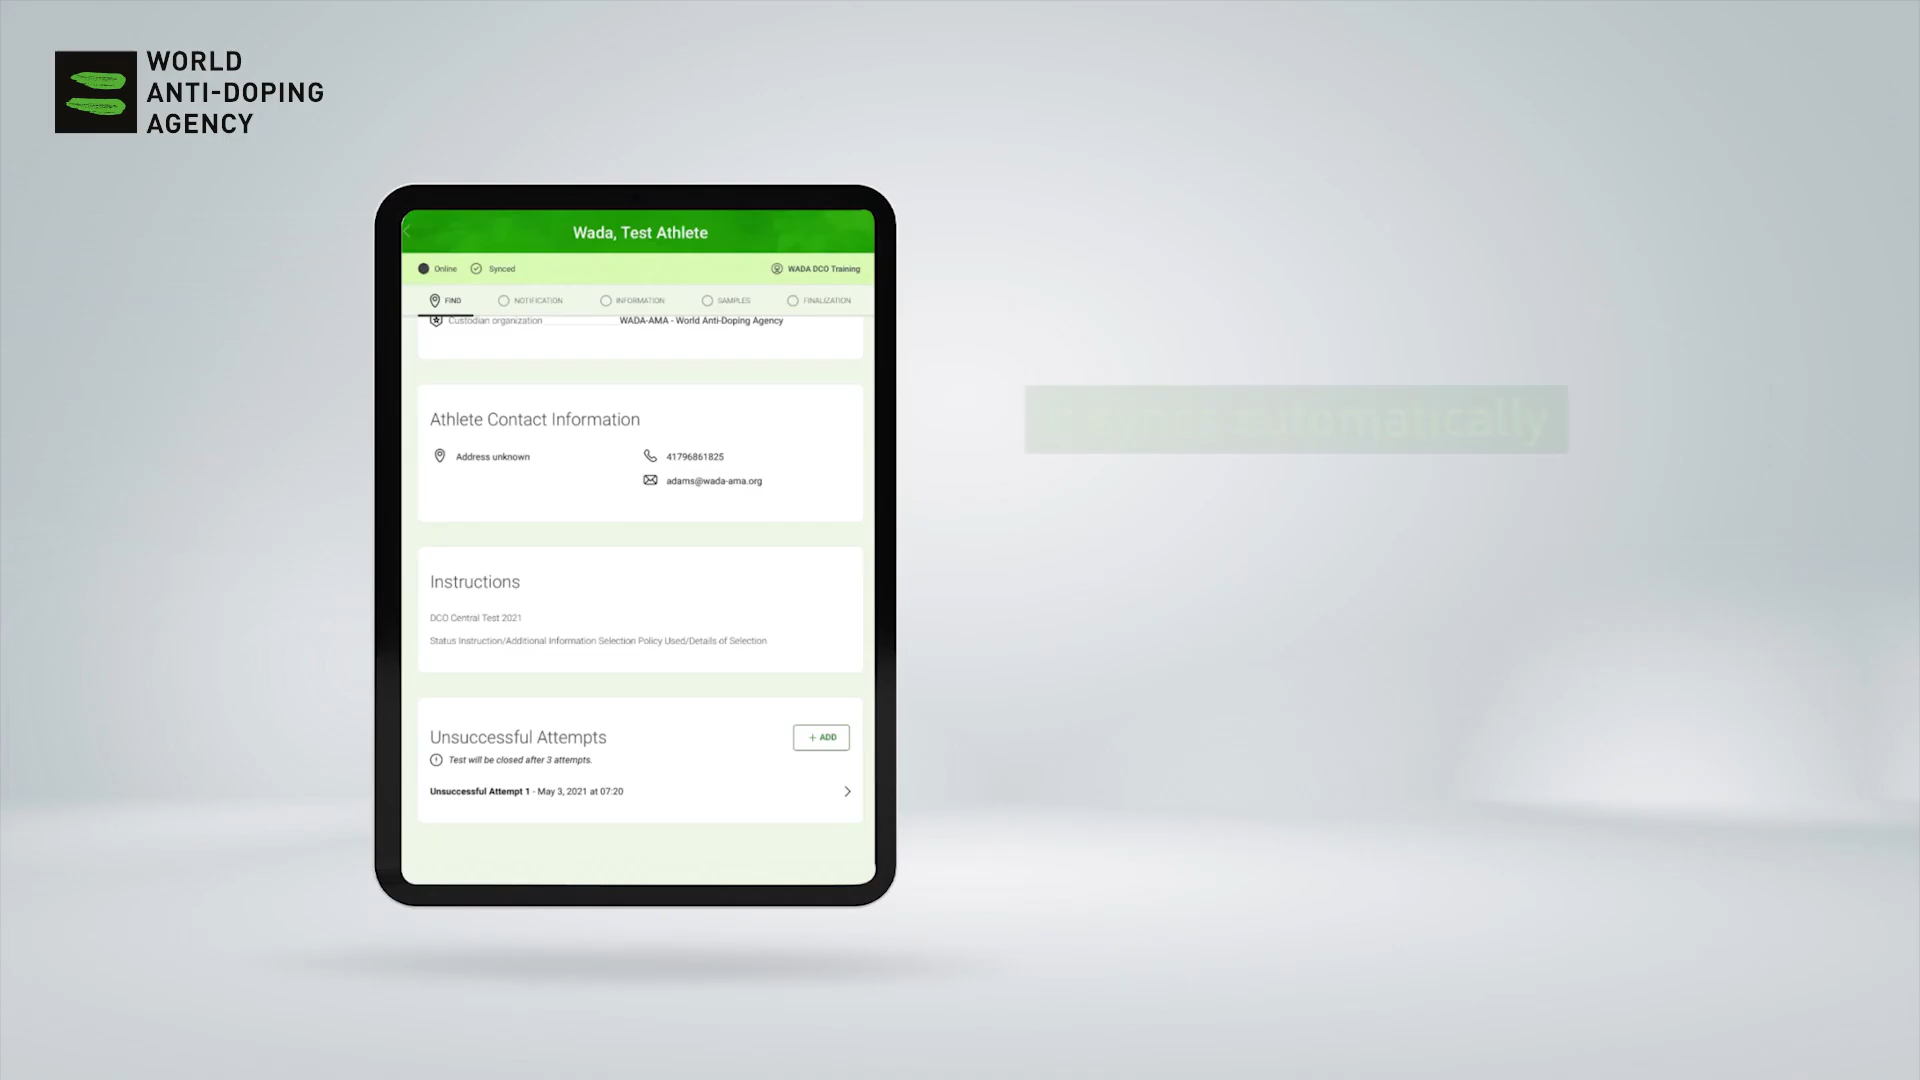 WORLD
ANTI-DOPING
AGENCY
Wada, Test Athlete
Online Synced WADA DCO Training
FIND NOTIFICATION INFORMATION SAMPLES FINALIZATION
Custodian organization WADA-AMA - World Anti-Doping Agency
Athlete Contact Information
Address unknown 41796861825
adams@wada-ama.org
Instructions
DCO Central Test 2021
Status Instruction/Additional Information Selection Policy Used/Details of Selection
Unsuccessful Attempts + ADD
Test will be closed after 3 attempts.
Unsuccessful Attempt 1 - May 3, 2021 at 07:20
syncs automatically